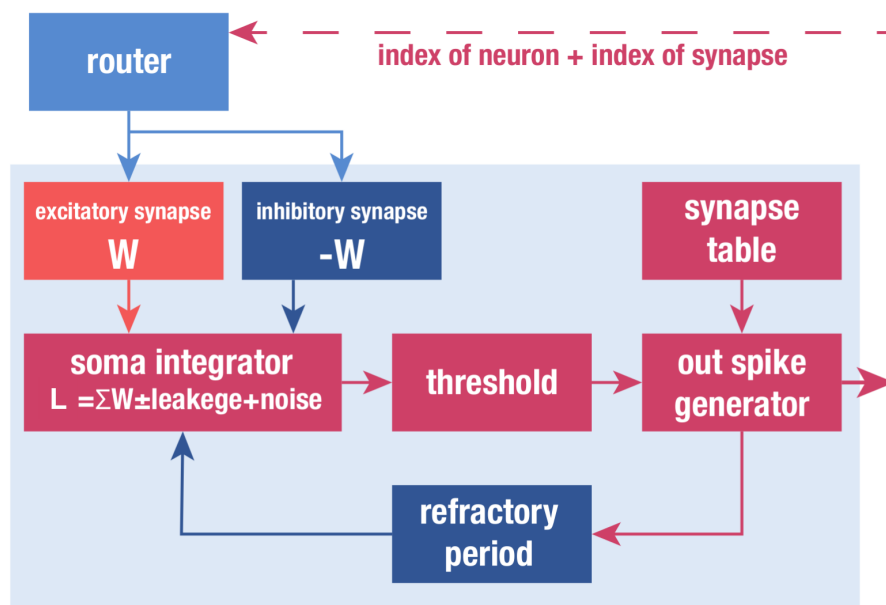 router
index of neuron + index of synapse
excitatory synapse
W
inhibitory synapse
-W
synapse
table
soma integrator
L =ΣW±leakege+noise
threshold
out spike
generator
refractory
period